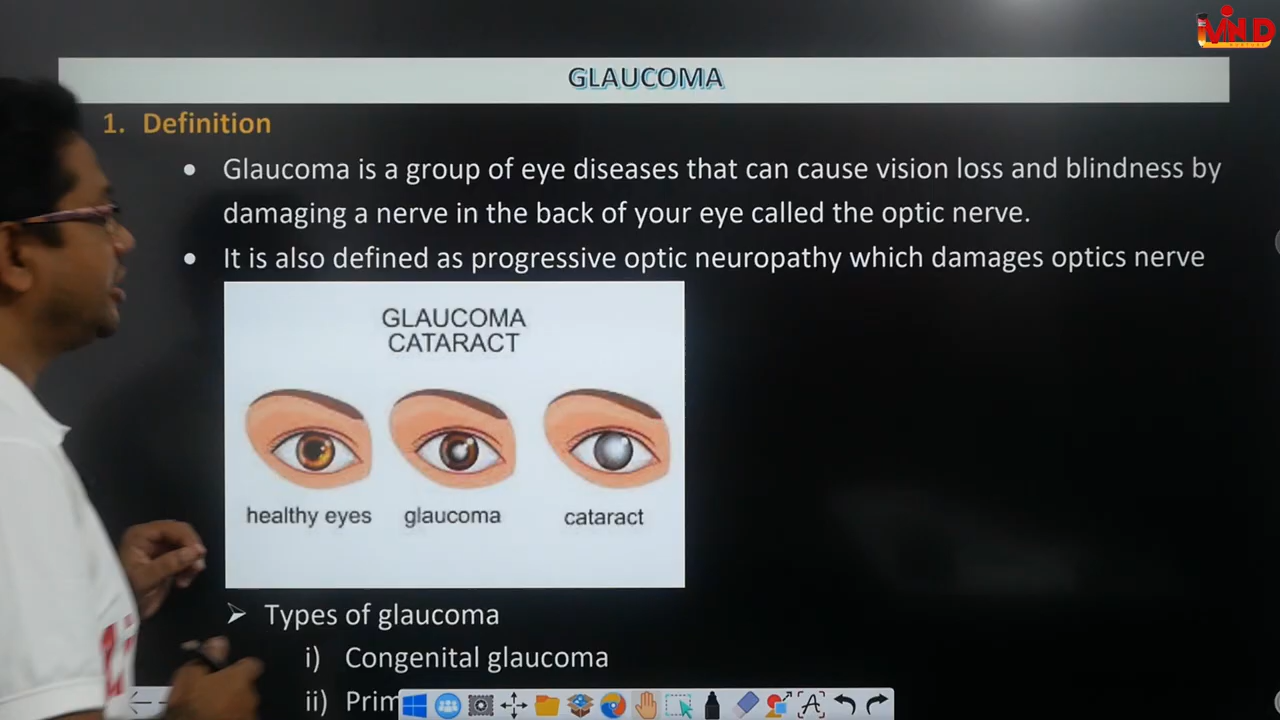 GLAUCOMA
1. Definition
• Glaucoma is a group of eye diseases that can cause vision loss and blindness by
damaging a nerve in the back of your eye called the optic nerve.
• It is also defined as progressive optic neuropathy which damages optics nerve
GLAUCOMA
CATARACT
healthy eyes glaucoma cataract
➢ Types of glaucoma
i) Congenital glaucoma
ii) Prim